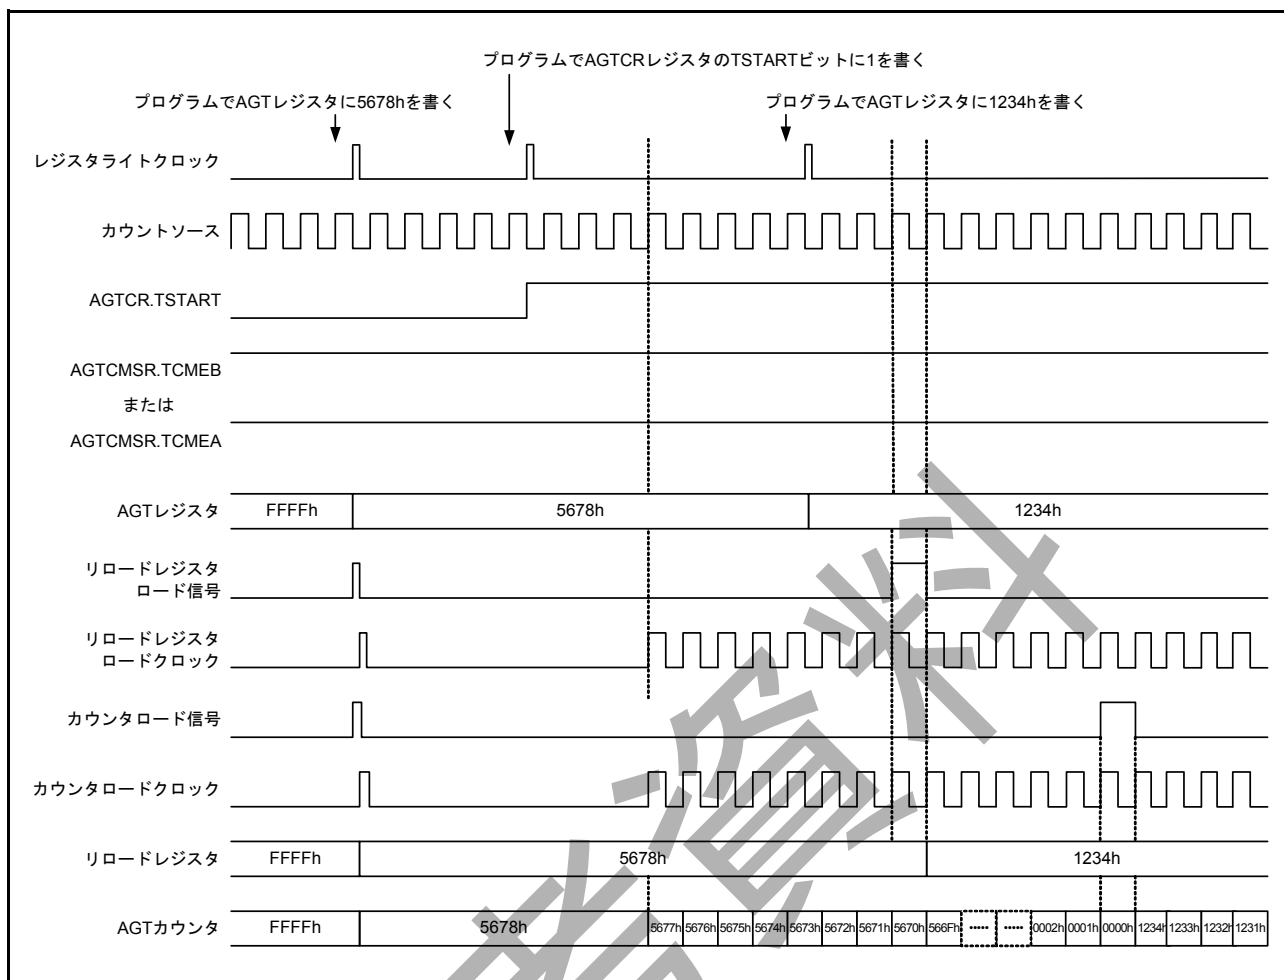 プログラムでAGTCRレジスタのTSTARTビットに1を書く
プログラムでAGTレジスタに5678hを書く
プログラムでAGTレジスタに1234hを書く
レジスタライトクロック
カウントソース
AGTCR.TSTART
AGTCMSR.TCMEB
または
AGTCMSR.TCMEA
AGTレジスタ FFFFh 5678h 1234h
リロードレジスタ
ロード信号
リロードレジスタ
ロードクロック
カウンタロード信号
カウンタロードクロック
リロードレジスタ FFFFh 5678h 1234h
AGTカウンタ FFFFh 5678h 5677h 5676h 5675h 5674h 5673h 5672h 5671h 5670h 566Fh ····· ····· 0002h 0001h 0000h 1234h 1233h 1232h 1231h
資料